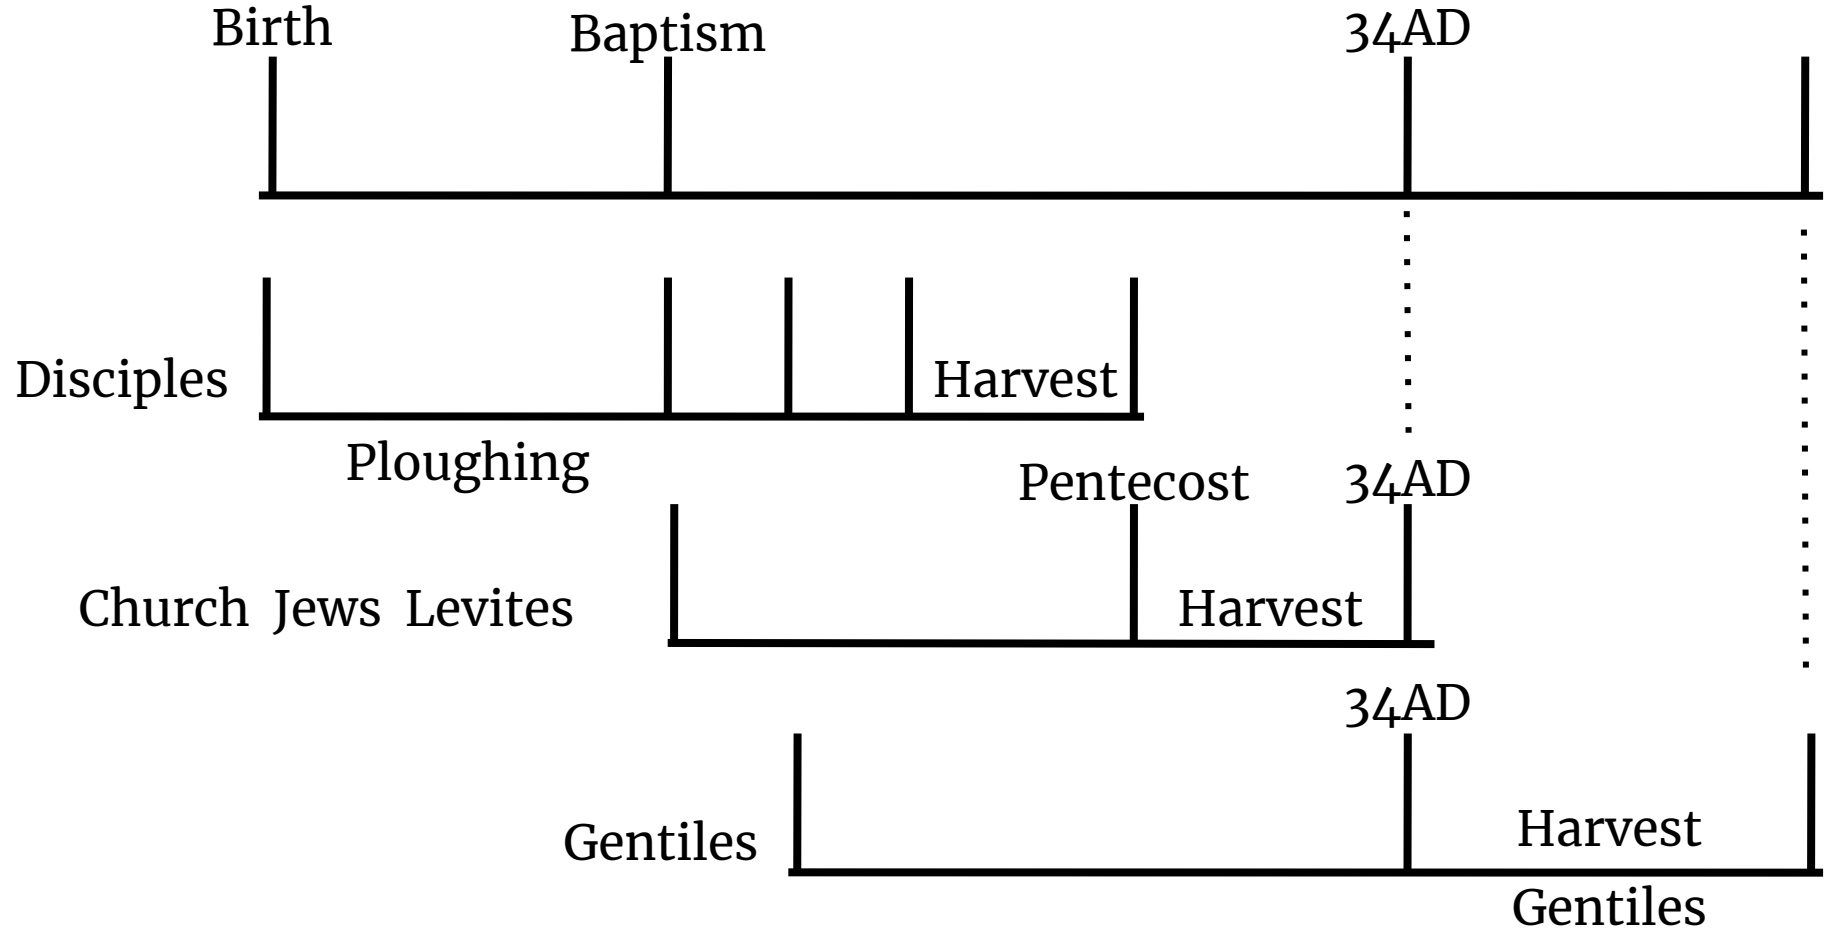 Birth Baptism 34AD
Disciples Harvest
Ploughing
Pentecost 34AD
Church Jews Levites Harvest
34AD
Gentiles Harvest
Gentiles